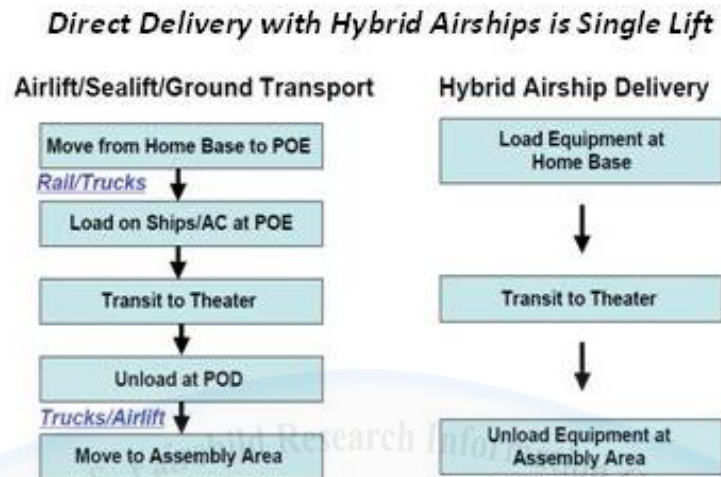 Direct Delivery with Hybrid Airships is Single Lift
Airlift/Sealift/Ground Transport
Move from Home Base to POE
Rail/Trucks
Load on Ships/AC at POE
Transit to Theater
Unload at POD
Trucks/Airlift
Move to Assembly Area
Hybrid Airship Delivery
Load Equipment at
Home Base
Transit to Theater
Unload Equipment at
Assembly Area
Research Inform